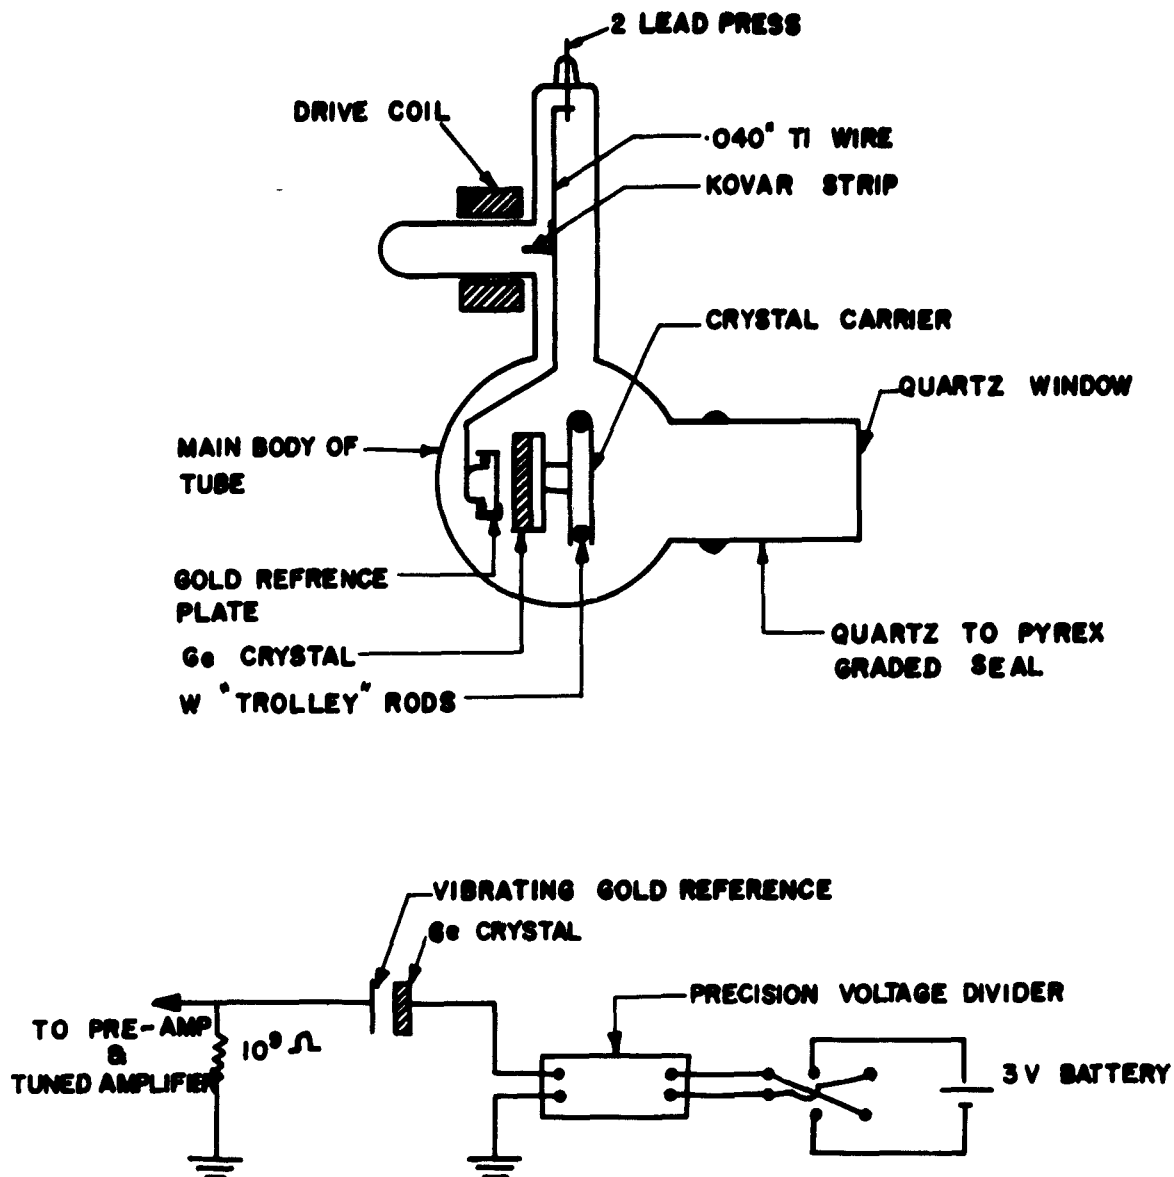 2 LEAD PRESS
DRIVE COIL
.040" TI WIRE
KOVAR STRIP
CRYSTAL CARRIER
QUARTZ WINDOW
MAIN BODY OF
TUBE
GOLD REFRENCE
PLATE
Ge CRYSTAL
W "TROLLEY" RODS
QUARTZ TO PYREX
GRADED SEAL
VIBRATING GOLD REFERENCE
Ge CRYSTAL
PRECISION VOLTAGE DIVIDER
TO PRE-AMP
&
TUNED AMPLIFIER
10⁹ Ω
3 V BATTERY